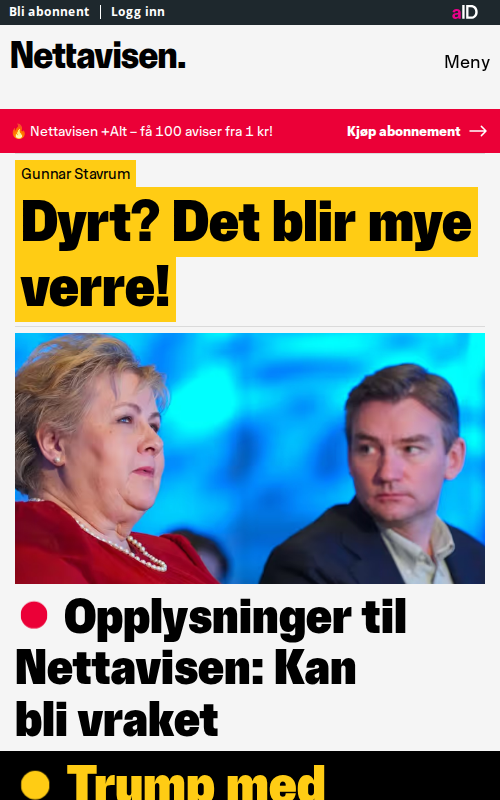 Bli abonnent | Logg inn
aID
Nettavisen.
Meny
🔥 Nettavisen +Alt – få 100 aviser fra 1 kr!
Kjøp abonnement →
Gunnar Stavrum
Dyrt? Det blir mye
verre!
Opplysninger til
Nettavisen: Kan
bli vraket
Trump med